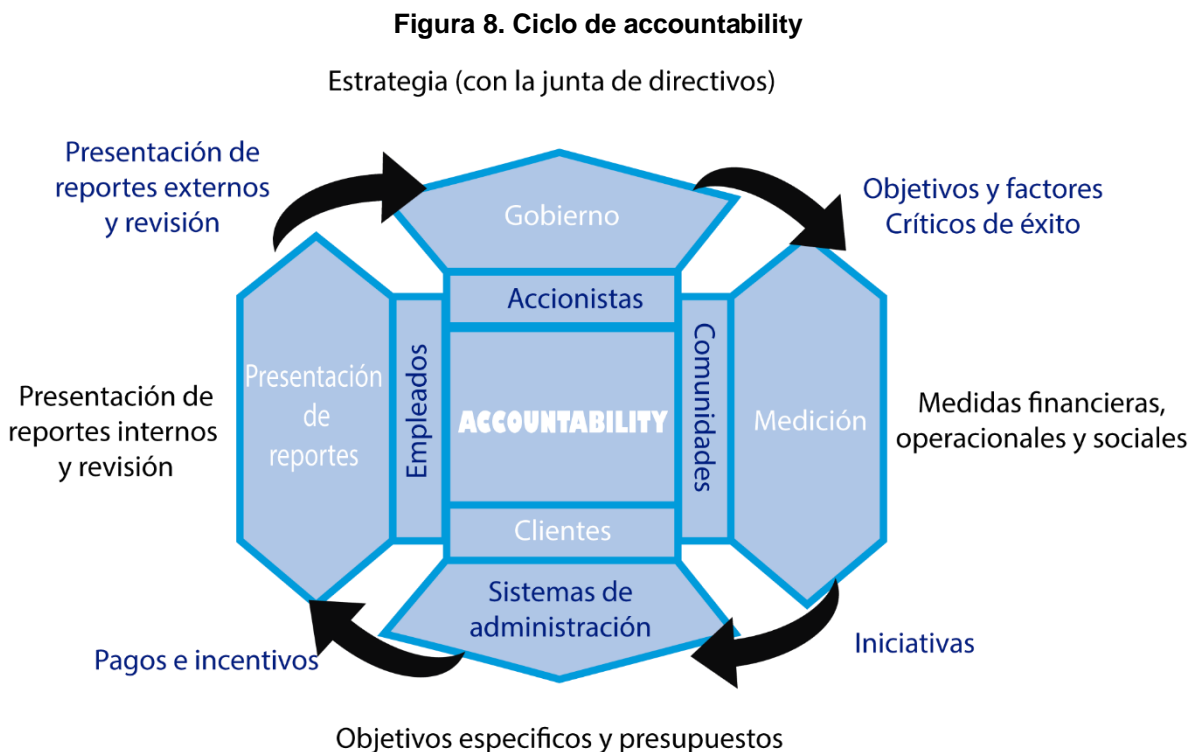 Figura 8. Ciclo de accountability
Estrategia (con la junta de directivos)
Presentación de
reportes externos
y revisión
Gobierno
Objetivos y factores
Críticos de éxito
Accionistas
Presentación
de
reportes
Empleados
ACCOUNTABILITY
Comunidades
Medición
Presentación de
reportes internos
y revisión
Medidas financieras,
operacionales y sociales
Clientes
Sistemas de
administración
Pagos e incentivos
Iniciativas
Objetivos especificos y presupuestos